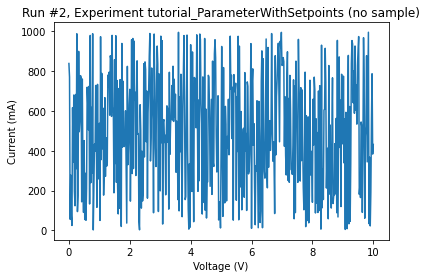 Run #2, Experiment tutorial_ParameterWithSetpoints (no sample)
Current (mA)
1000
800
600
400
200
0
0 2 4 6 8 10
Voltage (V)